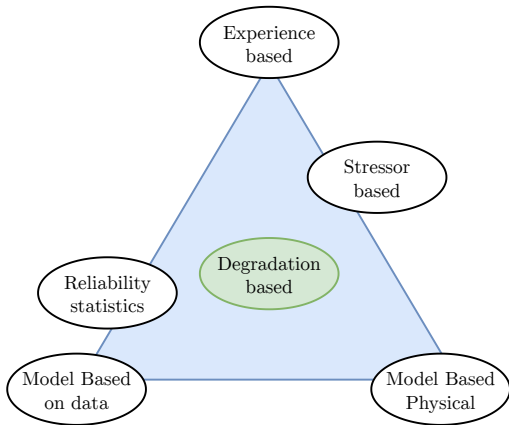 Experience
based
Stressor
based
Degradation
based
Reliability
statistics
Model Based
on data
Model Based
Physical